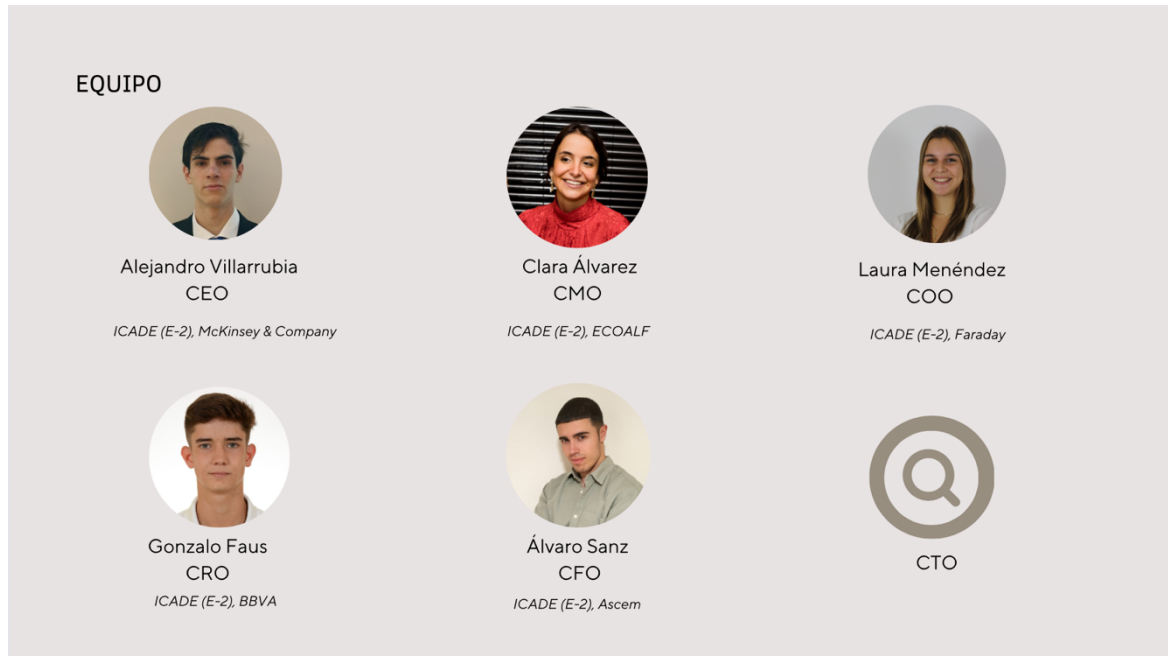 EQUIPO
Alejandro Villarrubia
CEO
ICADE (E-2), McKinsey & Company
Clara Álvarez
CMO
ICADE (E-2), ECOALF
Laura Menéndez
COO
ICADE (E-2), Faraday
Gonzalo Faus
CRO
ICADE (E-2), BBVA
Álvaro Sanz
CFO
ICADE (E-2), Ascem
CTO